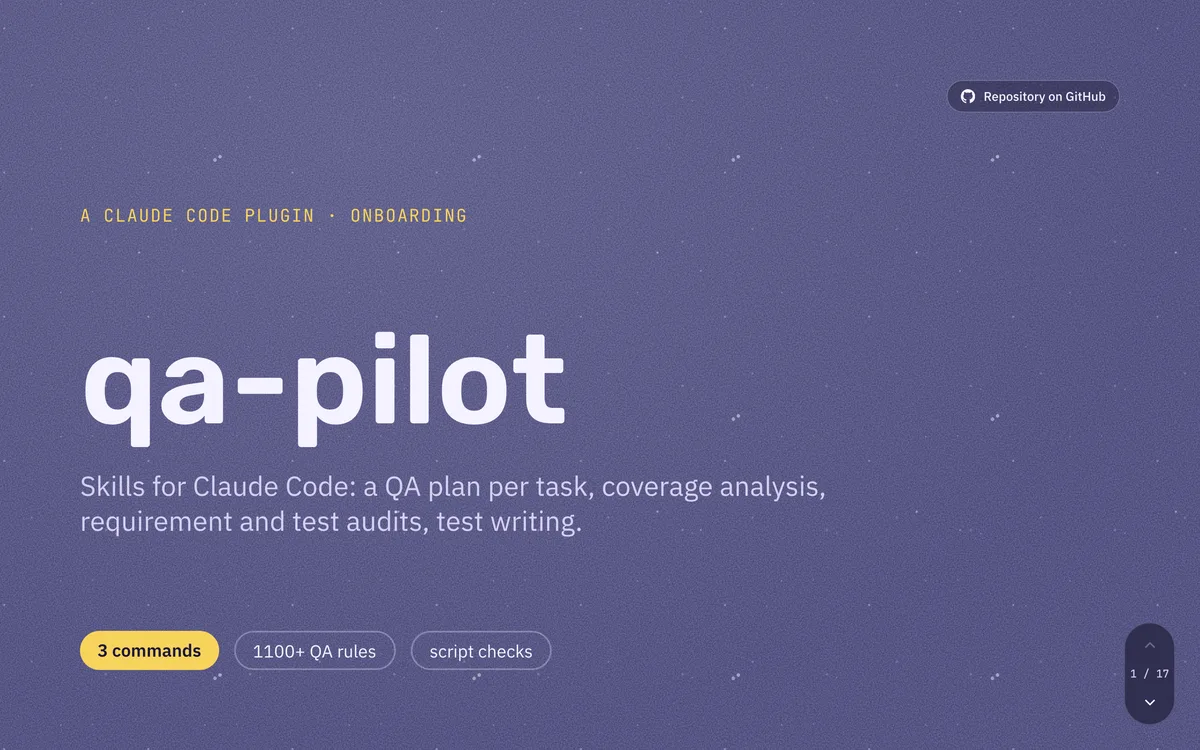 Repository on GitHub
A CLAUDE CODE PLUGIN · ONBOARDING
qa-pilot
Skills for Claude Code: a QA plan per task, coverage analysis,
requirement and test audits, test writing.
3 commands
1100+ QA rules
script checks
1 / 17